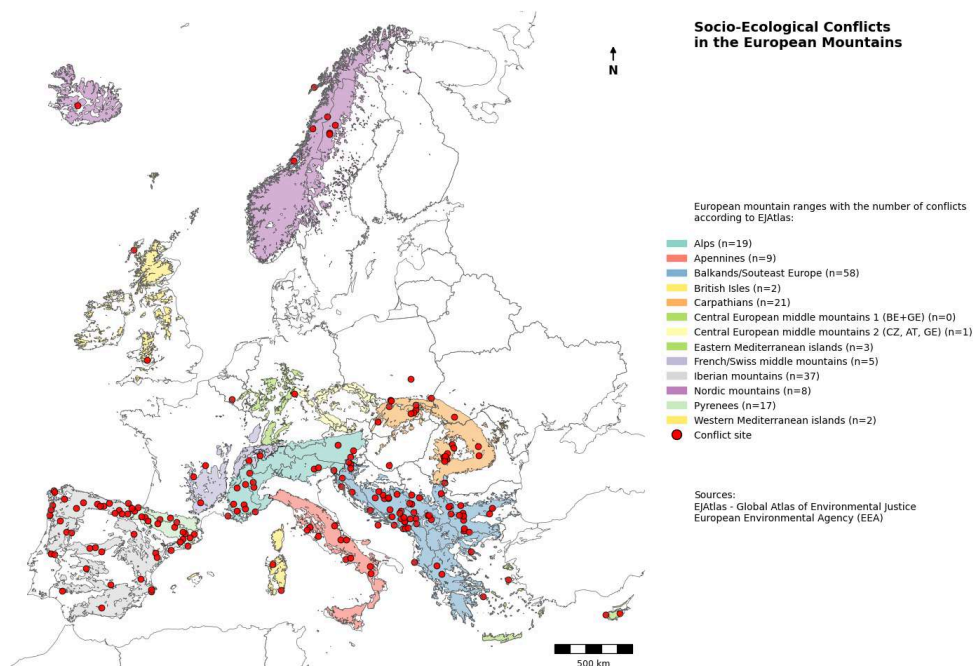 Socio-Ecological Conflicts
in the European Mountains
N
European mountain ranges with the number of conflicts
according to EJAtlas:
Alps (n=19)
Apennines (n=9)
Balkands/Souteast Europe (n=58)
British Isles (n=2)
Carpathians (n=21)
Central European middle mountains 1 (BE+GE) (n=0)
Central European middle mountains 2 (CZ, AT, GE) (n=1)
Eastern Mediterranean islands (n=3)
French/Swiss middle mountains (n=5)
Iberian mountains (n=37)
Nordic mountains (n=8)
Pyrenees (n=17)
Western Mediterranean islands (n=2)
Conflict site
Sources:
EJAtlas - Global Atlas of Environmental Justice
European Environmental Agency (EEA)
500 km